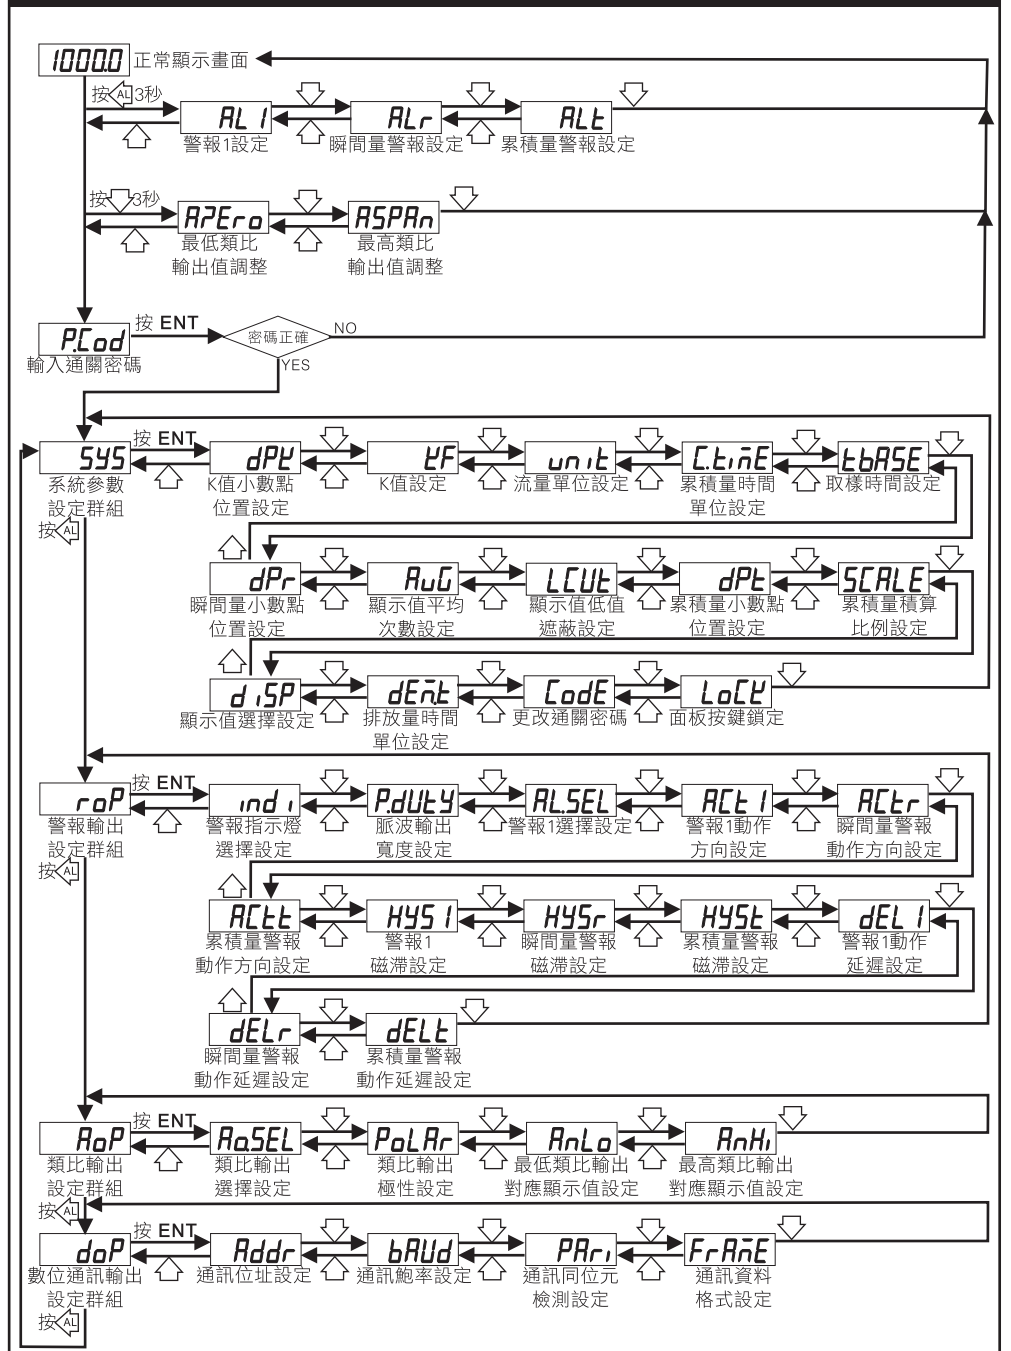 1000.0 正常顯示畫面
按 AL 3秒
AL 1 ALr ALt
警報1設定 瞬間量警報設定 累積量警報設定
按 3秒
AZEro ASPAn
最低類比 最高類比
輸出值調整 輸出值調整
P.Cod 按 ENT 密碼正確 NO
輸入通關密碼
YES
SYS 按 ENT dPK KF unit C.timE tbASE
系統參數 K值小數點 K值設定 流量單位設定 累積量時間 取樣時間設定
設定群組 位置設定 單位設定
按 AL
dPr AvG LCUt dPt SCALE
瞬間量小數點 顯示值平均 顯示值低值 累積量小數點 累積量積算
位置設定 次數設定 遮蔽設定 位置設定 比例設定
diSP dEm.t CodE LoCK
顯示值選擇設定 排放量時間 更改通關密碼 面板按鍵鎖定
單位設定
roP 按 ENT indi P.dUtY AL.SEL ACt 1 ACtr
警報輸出 警報指示燈 脈波輸出 警報1選擇設定 警報1動作 瞬間量警報
設定群組 選擇設定 寬度設定 方向設定 動作方向設定
按 AL
ACtt HYS 1 HYSr HYSt dEL 1
累積量警報 警報1 瞬間量警報 累積量警報 警報1動作
動作方向設定 磁滯設定 磁滯設定 磁滯設定 延遲設定
dELr dELt
瞬間量警報 累積量警報
動作延遲設定 動作延遲設定
AoP 按 ENT Ao.SEL PoLAr AnLo AnHi
類比輸出 類比輸出 類比輸出 最低類比輸出 最高類比輸出
設定群組 選擇設定 極性設定 對應顯示值設定 對應顯示值設定
按 AL
doP 按 ENT Addr bAUd PAri FrAmE
數位通訊輸出 通訊位址設定 通訊鮑率設定 通訊同位元 通訊資料
設定群組 檢測設定 格式設定
按 AL